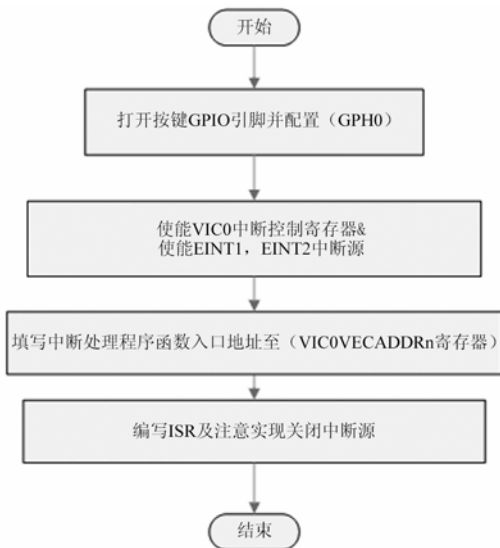 开始
打开按键GPIO引脚并配置（GPH0）
使能VIC0中断控制寄存器&
使能EINT1，EINT2中断源
填写中断处理程序函数入口地址至（VIC0VECADDRn寄存器）
编写ISR及注意实现关闭中断源
结束